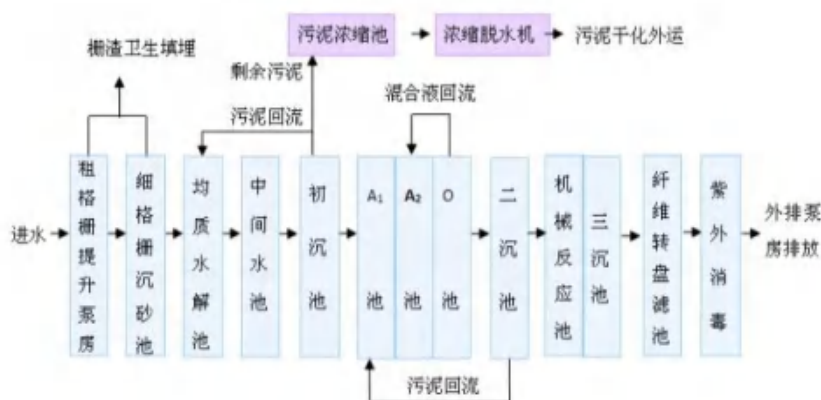 污泥浓缩池
浓缩脱水机
污泥干化外运
栅渣卫生填埋
剩余污泥
污泥回流
混合液回流
进水
粗格栅提升泵房
细格栅沉砂池
均质水解池
中间水池
初沉池
A₁池
A₂池
O池
二沉池
机械反应池
三沉池
纤维转盘滤池
紫外消毒
外排泵
房排放
污泥回流